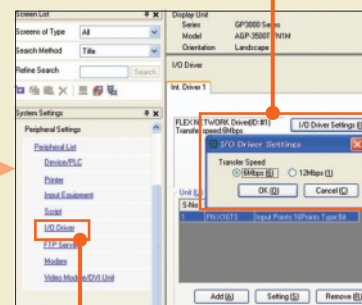 Screen List
Screens of Type All
Search Method Title
Refine Search Search
System Settings
Peripheral Settings
Peripheral List
Device/PLC
Printer
Input Equipment
Script
I/O Driver
FTP Server
Modem
Video Module/DVI Unit
Display Unit
Series GP3000 Series
Model
Orientation Landscape
I/O Driver
Int. Driver 1
FLEX NETWORK Driver(ID:#1) I/O Driver Settings
Transfer speed:6Mbps
I/O Driver Settings
Transfer Speed
6Mbps (6) 12Mbps (1)
OK (O) Cancel(C)
S-No
1 FN-X16TS Input Points:16Points Type:Bit
Add(A) Setting(S) Remove(R)